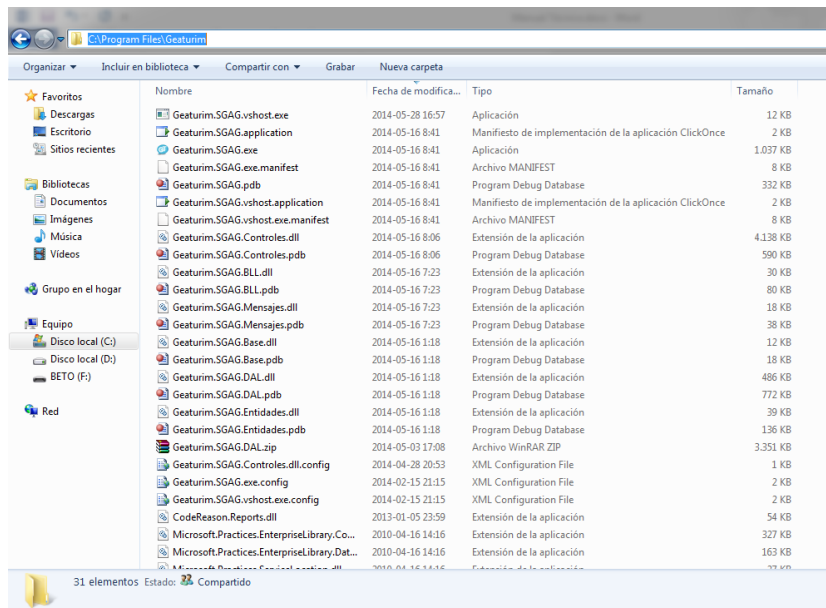 C:\Program Files\Geaturim
Organizar Incluir en biblioteca Compartir con Grabar Nueva carpeta
Nombre Fecha de modifica... Tipo Tamaño
Favoritos
Descargas
Escritorio
Sitios recientes
Bibliotecas
Documentos
Imágenes
Música
Vídeos
Grupo en el hogar
Equipo
Disco local (C:)
Disco local (D:)
BETO (F:)
Red
Geaturim.SGAG.vshost.exe 2014-05-28 16:57 Aplicación 12 KB
Geaturim.SGAG.application 2014-05-16 8:41 Manifiesto de implementación de la aplicación ClickOnce 2 KB
Geaturim.SGAG.exe 2014-05-16 8:41 Aplicación 1.037 KB
Geaturim.SGAG.exe.manifest 2014-05-16 8:41 Archivo MANIFEST 8 KB
Geaturim.SGAG.pdb 2014-05-16 8:41 Program Debug Database 332 KB
Geaturim.SGAG.vshost.application 2014-05-16 8:41 Manifiesto de implementación de la aplicación ClickOnce 2 KB
Geaturim.SGAG.vshost.exe.manifest 2014-05-16 8:41 Archivo MANIFEST 8 KB
Geaturim.SGAG.Controles.dll 2014-05-16 8:06 Extensión de la aplicación 4.138 KB
Geaturim.SGAG.Controles.pdb 2014-05-16 8:06 Program Debug Database 590 KB
Geaturim.SGAG.BLL.dll 2014-05-16 7:23 Extensión de la aplicación 30 KB
Geaturim.SGAG.BLL.pdb 2014-05-16 7:23 Program Debug Database 80 KB
Geaturim.SGAG.Mensajes.dll 2014-05-16 7:23 Extensión de la aplicación 18 KB
Geaturim.SGAG.Mensajes.pdb 2014-05-16 7:23 Program Debug Database 38 KB
Geaturim.SGAG.Base.dll 2014-05-16 1:18 Extensión de la aplicación 12 KB
Geaturim.SGAG.Base.pdb 2014-05-16 1:18 Program Debug Database 18 KB
Geaturim.SGAG.DAL.dll 2014-05-16 1:18 Extensión de la aplicación 486 KB
Geaturim.SGAG.DAL.pdb 2014-05-16 1:18 Program Debug Database 772 KB
Geaturim.SGAG.Entidades.dll 2014-05-16 1:18 Extensión de la aplicación 39 KB
Geaturim.SGAG.Entidades.pdb 2014-05-16 1:18 Program Debug Database 136 KB
Geaturim.SGAG.DAL.zip 2014-05-03 17:08 Archivo WinRAR ZIP 3.351 KB
Geaturim.SGAG.Controles.dll.config 2014-04-28 20:53 XML Configuration File 1 KB
Geaturim.SGAG.exe.config 2014-02-15 21:15 XML Configuration File 2 KB
Geaturim.SGAG.vshost.exe.config 2014-02-15 21:15 XML Configuration File 2 KB
CodeReason.Reports.dll 2013-01-05 23:59 Extensión de la aplicación 54 KB
Microsoft.Practices.EnterpriseLibrary.Co... 2010-04-16 14:16 Extensión de la aplicación 327 KB
Microsoft.Practices.EnterpriseLibrary.Dat... 2010-04-16 14:16 Extensión de la aplicación 163 KB
31 elementos Estado: Compartido